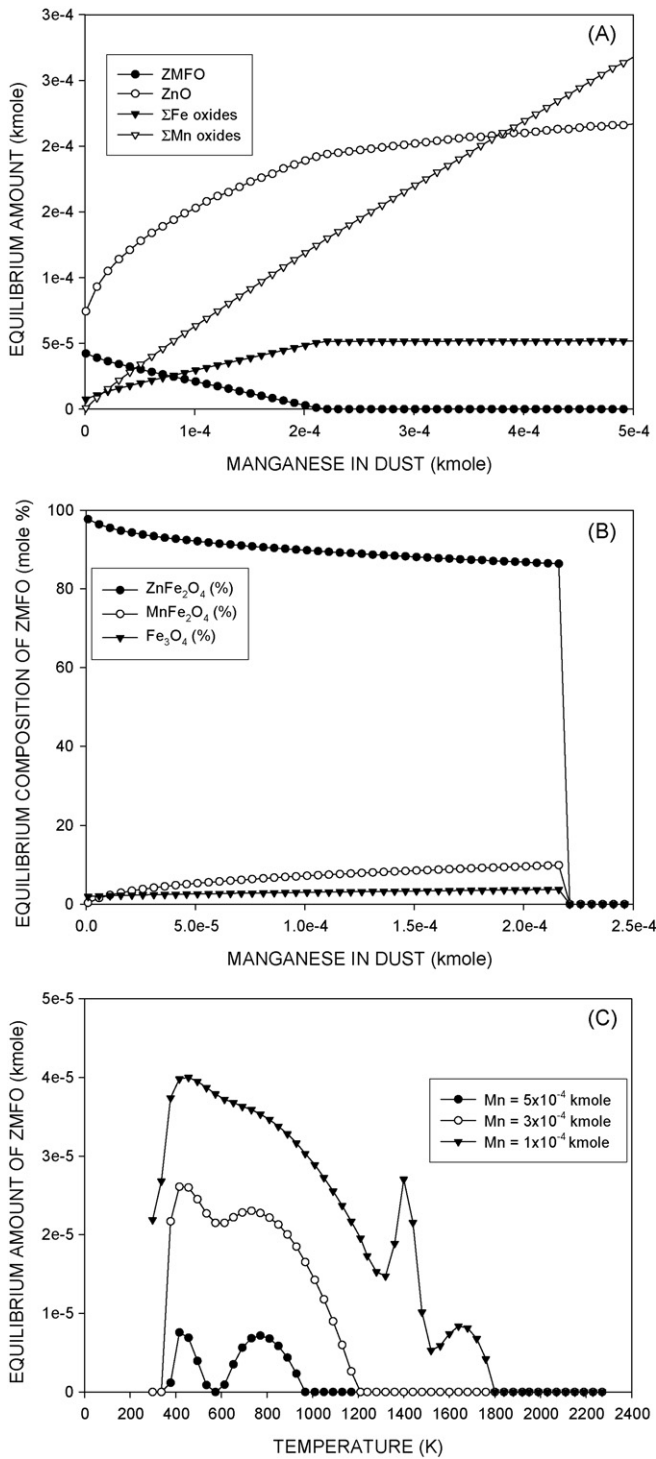 (A)
3e-4
3e-4
2e-4
2e-4
1e-4
5e-5
0
EQUILIBRIUM AMOUNT (kmole)
ZMFO
ZnO
ΣFe oxides
ΣMn oxides
0 1e-4 2e-4 3e-4 4e-4 5e-4
MANGANESE IN DUST (kmole)
(B)
100
80
60
40
20
0
EQUILIBRIUM COMPOSITION OF ZMFO (mole %)
ZnFe₂O₄ (%)
MnFe₂O₄ (%)
Fe₃O₄ (%)
0.0 5.0e-5 1.0e-4 1.5e-4 2.0e-4 2.5e-4
MANGANESE IN DUST (kmole)
(C)
5e-5
4e-5
3e-5
2e-5
1e-5
0
EQUILIBRIUM AMOUNT OF ZMFO (kmole)
Mn = 5x10⁻⁴ kmole
Mn = 3x10⁻⁴ kmole
Mn = 1x10⁻⁴ kmole
0 200 400 600 800 1000 1200 1400 1600 1800 2000 2200 2400
TEMPERATURE (K)